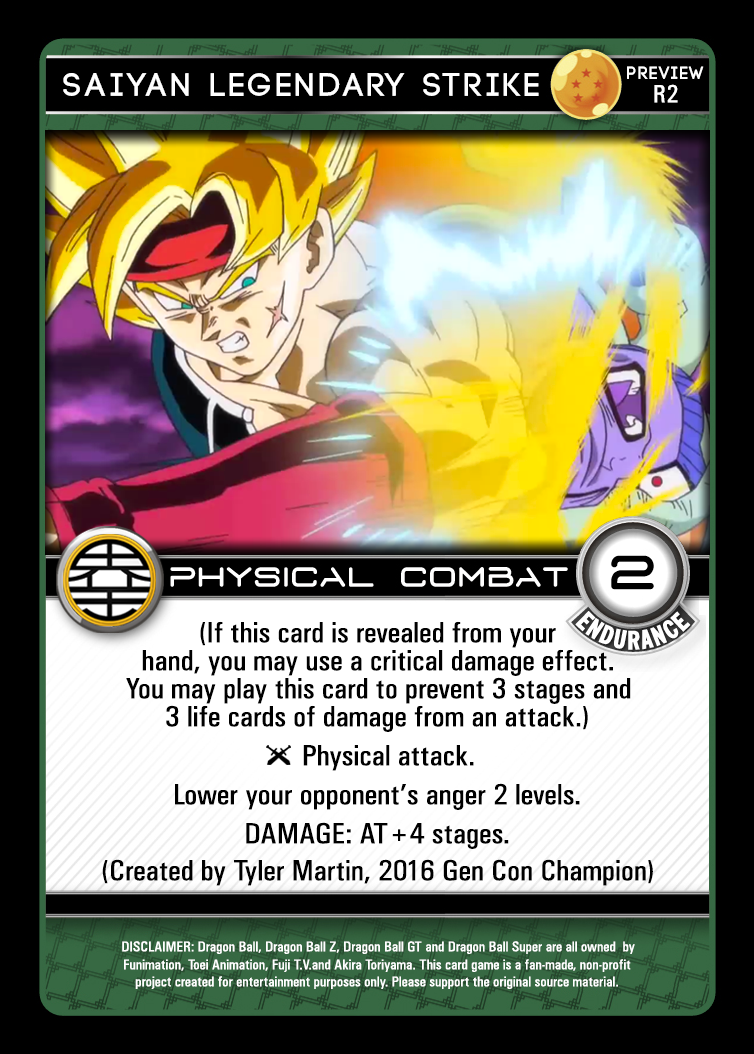 SAIYAN LEGENDARY STRIKE
PREVIEW
R2
PHYSICAL COMBAT
2
ENDURANCE
(If this card is revealed from your
hand, you may use a critical damage effect.
You may play this card to prevent 3 stages and
3 life cards of damage from an attack.)
Physical attack.
Lower your opponent's anger 2 levels.
DAMAGE: AT+4 stages.
(Created by Tyler Martin, 2016 Gen Con Champion)
DISCLAIMER: Dragon Ball, Dragon Ball Z, Dragon Ball GT and Dragon Ball Super are all owned by
Funimation, Toei Animation, Fuji T.V.and Akira Toriyama. This card game is a fan-made, non-profit
project created for entertainment purposes only. Please support the original source material.